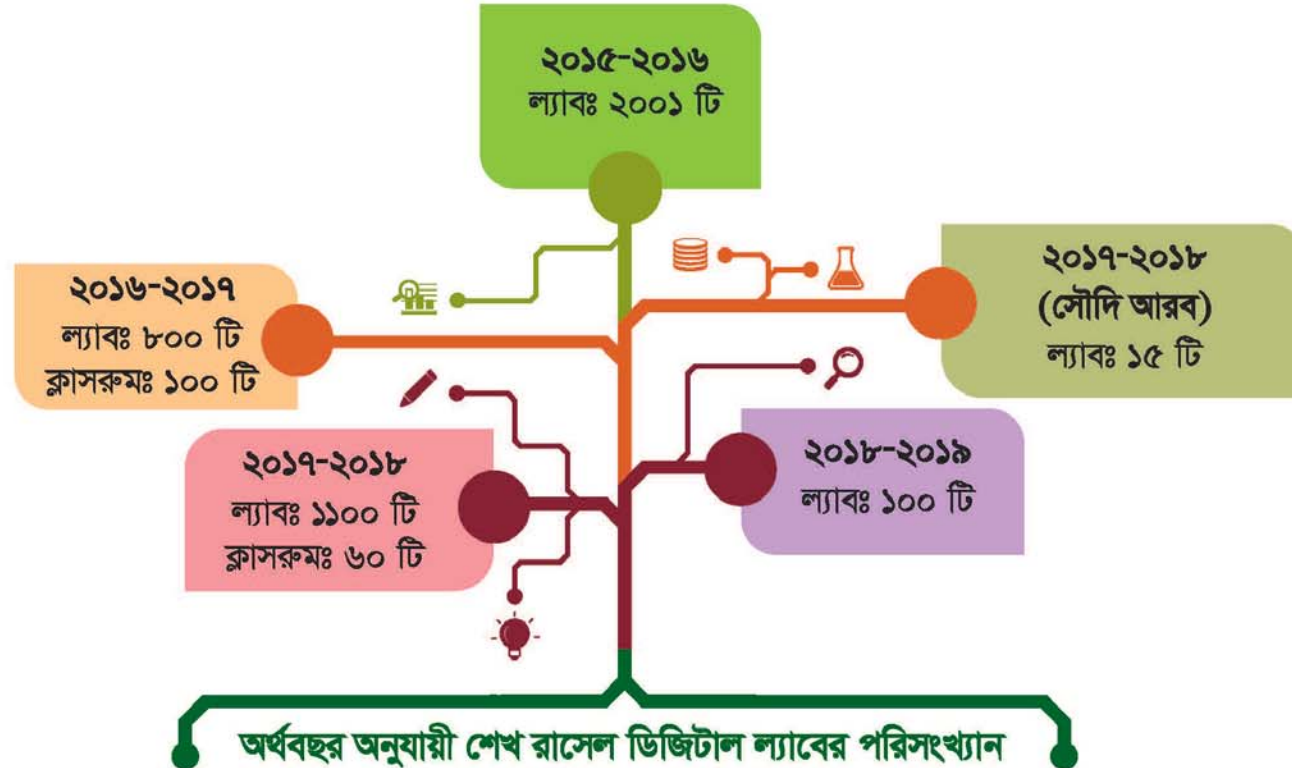 ২০১৫-২০১৬
ল্যাবঃ ২০০১ টি
২০১৬-২০১৭
ল্যাবঃ ৮০০ টি
ক্লাসরুমঃ ১০০ টি
২০১৭-২০১৮
(সৌদি আরব)
ল্যাবঃ ১৫ টি
২০১৭-২০১৮
ল্যাবঃ ১১০০ টি
ক্লাসরুমঃ ৬০ টি
২০১৮-২০১৯
ল্যাবঃ ১০০ টি
অর্থবছর অনুযায়ী শেখ রাসেল ডিজিটাল ল্যাবের পরিসংখ্যান